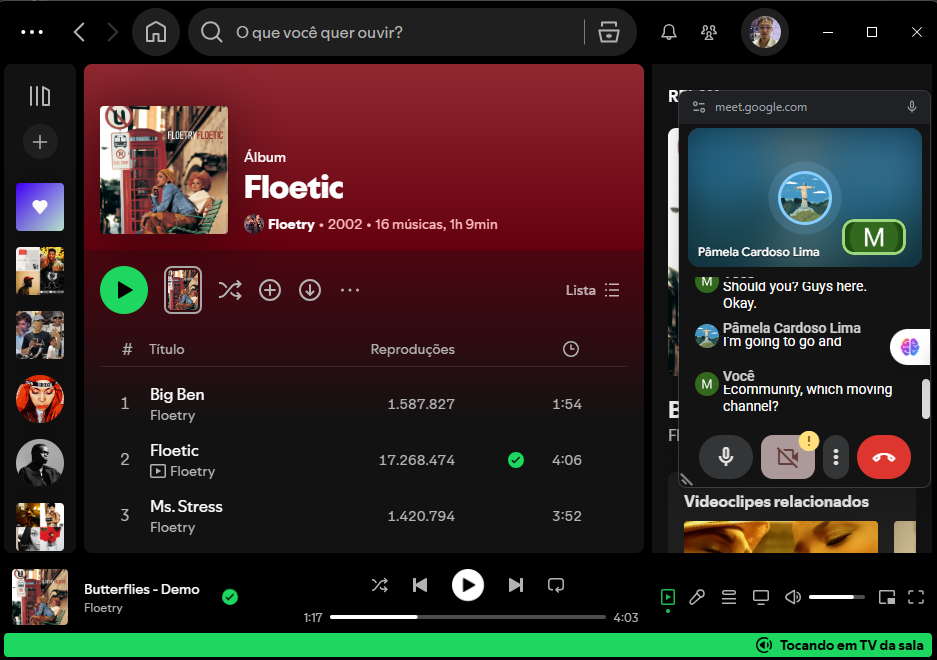 O que você quer ouvir?
FLOETRY FLOETIC
Álbum
Floetic
Floetry • 2002 • 16 músicas, 1h 9min
Lista
# Título Reproduções
1 Big Ben 1.587.827 1:54
Floetry
2 Floetic 17.268.474 4:06
Floetry
3 Ms. Stress 1.420.794 3:52
Floetry
meet.google.com
M
Pâmela Cardoso Lima
Você
M
Should you? Guys here.
Okay.
Pâmela Cardoso Lima
I'm going to go and
M
Você
Ecommunity, which moving
channel?
!
Videoclipes relacionados
Butterflies - Demo
Floetry
1:17 4:03
Tocando em TV da sala